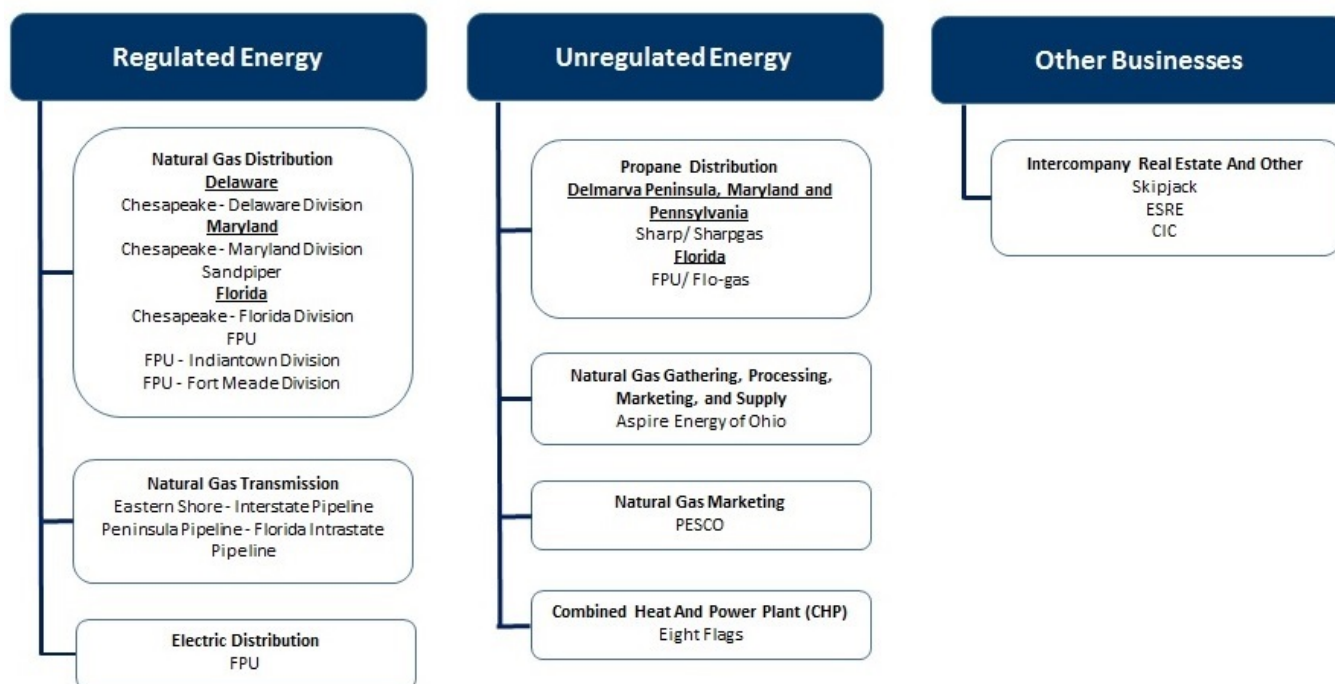 Regulated Energy
Natural Gas Distribution
Delaware
Chesapeake - Delaware Division
Maryland
Chesapeake - Maryland Division
Sandpiper
Florida
Chesapeake - Florida Division
FPU
FPU - Indiantown Division
FPU - Fort Meade Division
Natural Gas Transmission
Eastern Shore - Interstate Pipeline
Peninsula Pipeline - Florida Intrastate
Pipeline
Electric Distribution
FPU
Unregulated Energy
Propane Distribution
Delmarva Peninsula, Maryland and
Pennsylvania
Sharp/ Sharpgas
Florida
FPU/ Flo-gas
Natural Gas Gathering, Processing,
Marketing, and Supply
Aspire Energy of Ohio
Natural Gas Marketing
PESCO
Combined Heat And Power Plant (CHP)
Eight Flags
Other Businesses
Intercompany Real Estate And Other
Skipjack
ESRE
CIC